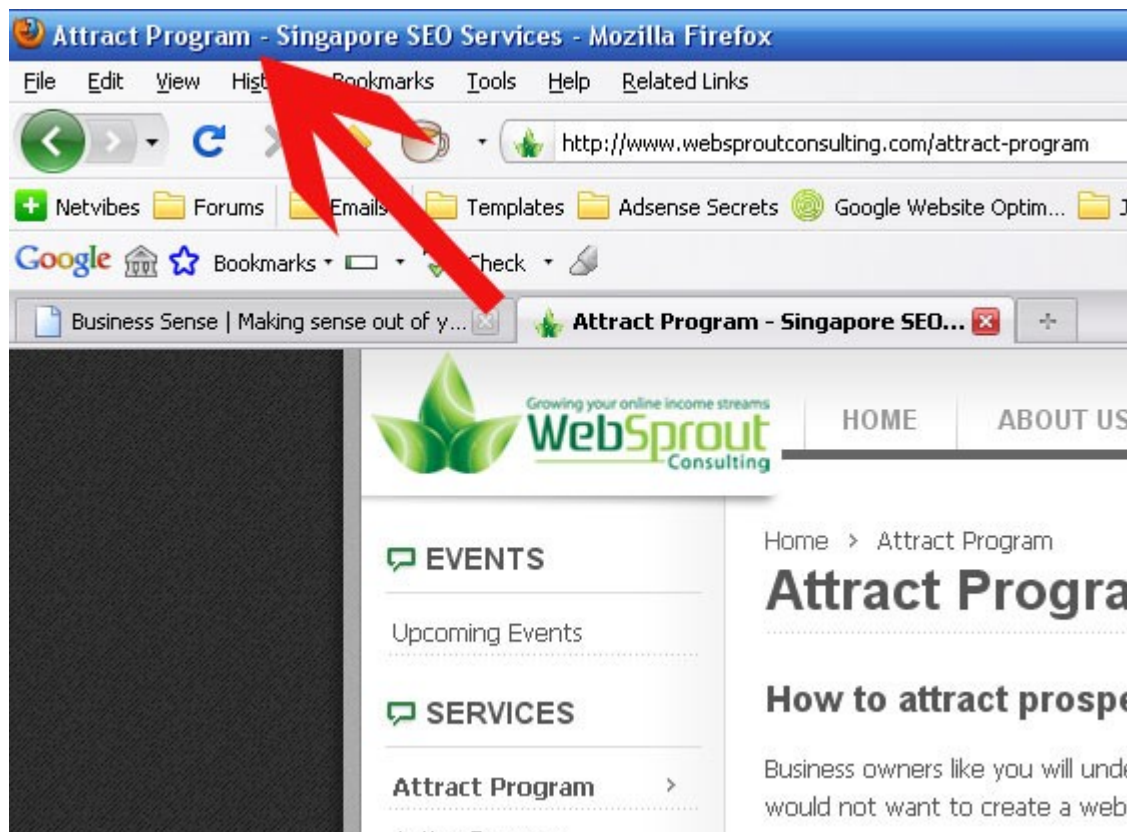 Attract Program - Singapore SEO Services - Mozilla Firefox
File Edit View Bookmarks Tools Help Related Links
http://www.websproutconsulting.com/attract-program
Netvibes Forums Emails Templates Adsense Secrets Google Website Optim...
Google Bookmarks Check
Business Sense | Making sense out of y... Attract Program - Singapore SEO...
Growing your online income streams
WebSprout
Consulting
HOME ABOUT US
Home > Attract Program
EVENTS
Attract Progra
Upcoming Events
SERVICES
How to attract prospe
Attract Program >
Business owners like you will unde
would not want to create a web